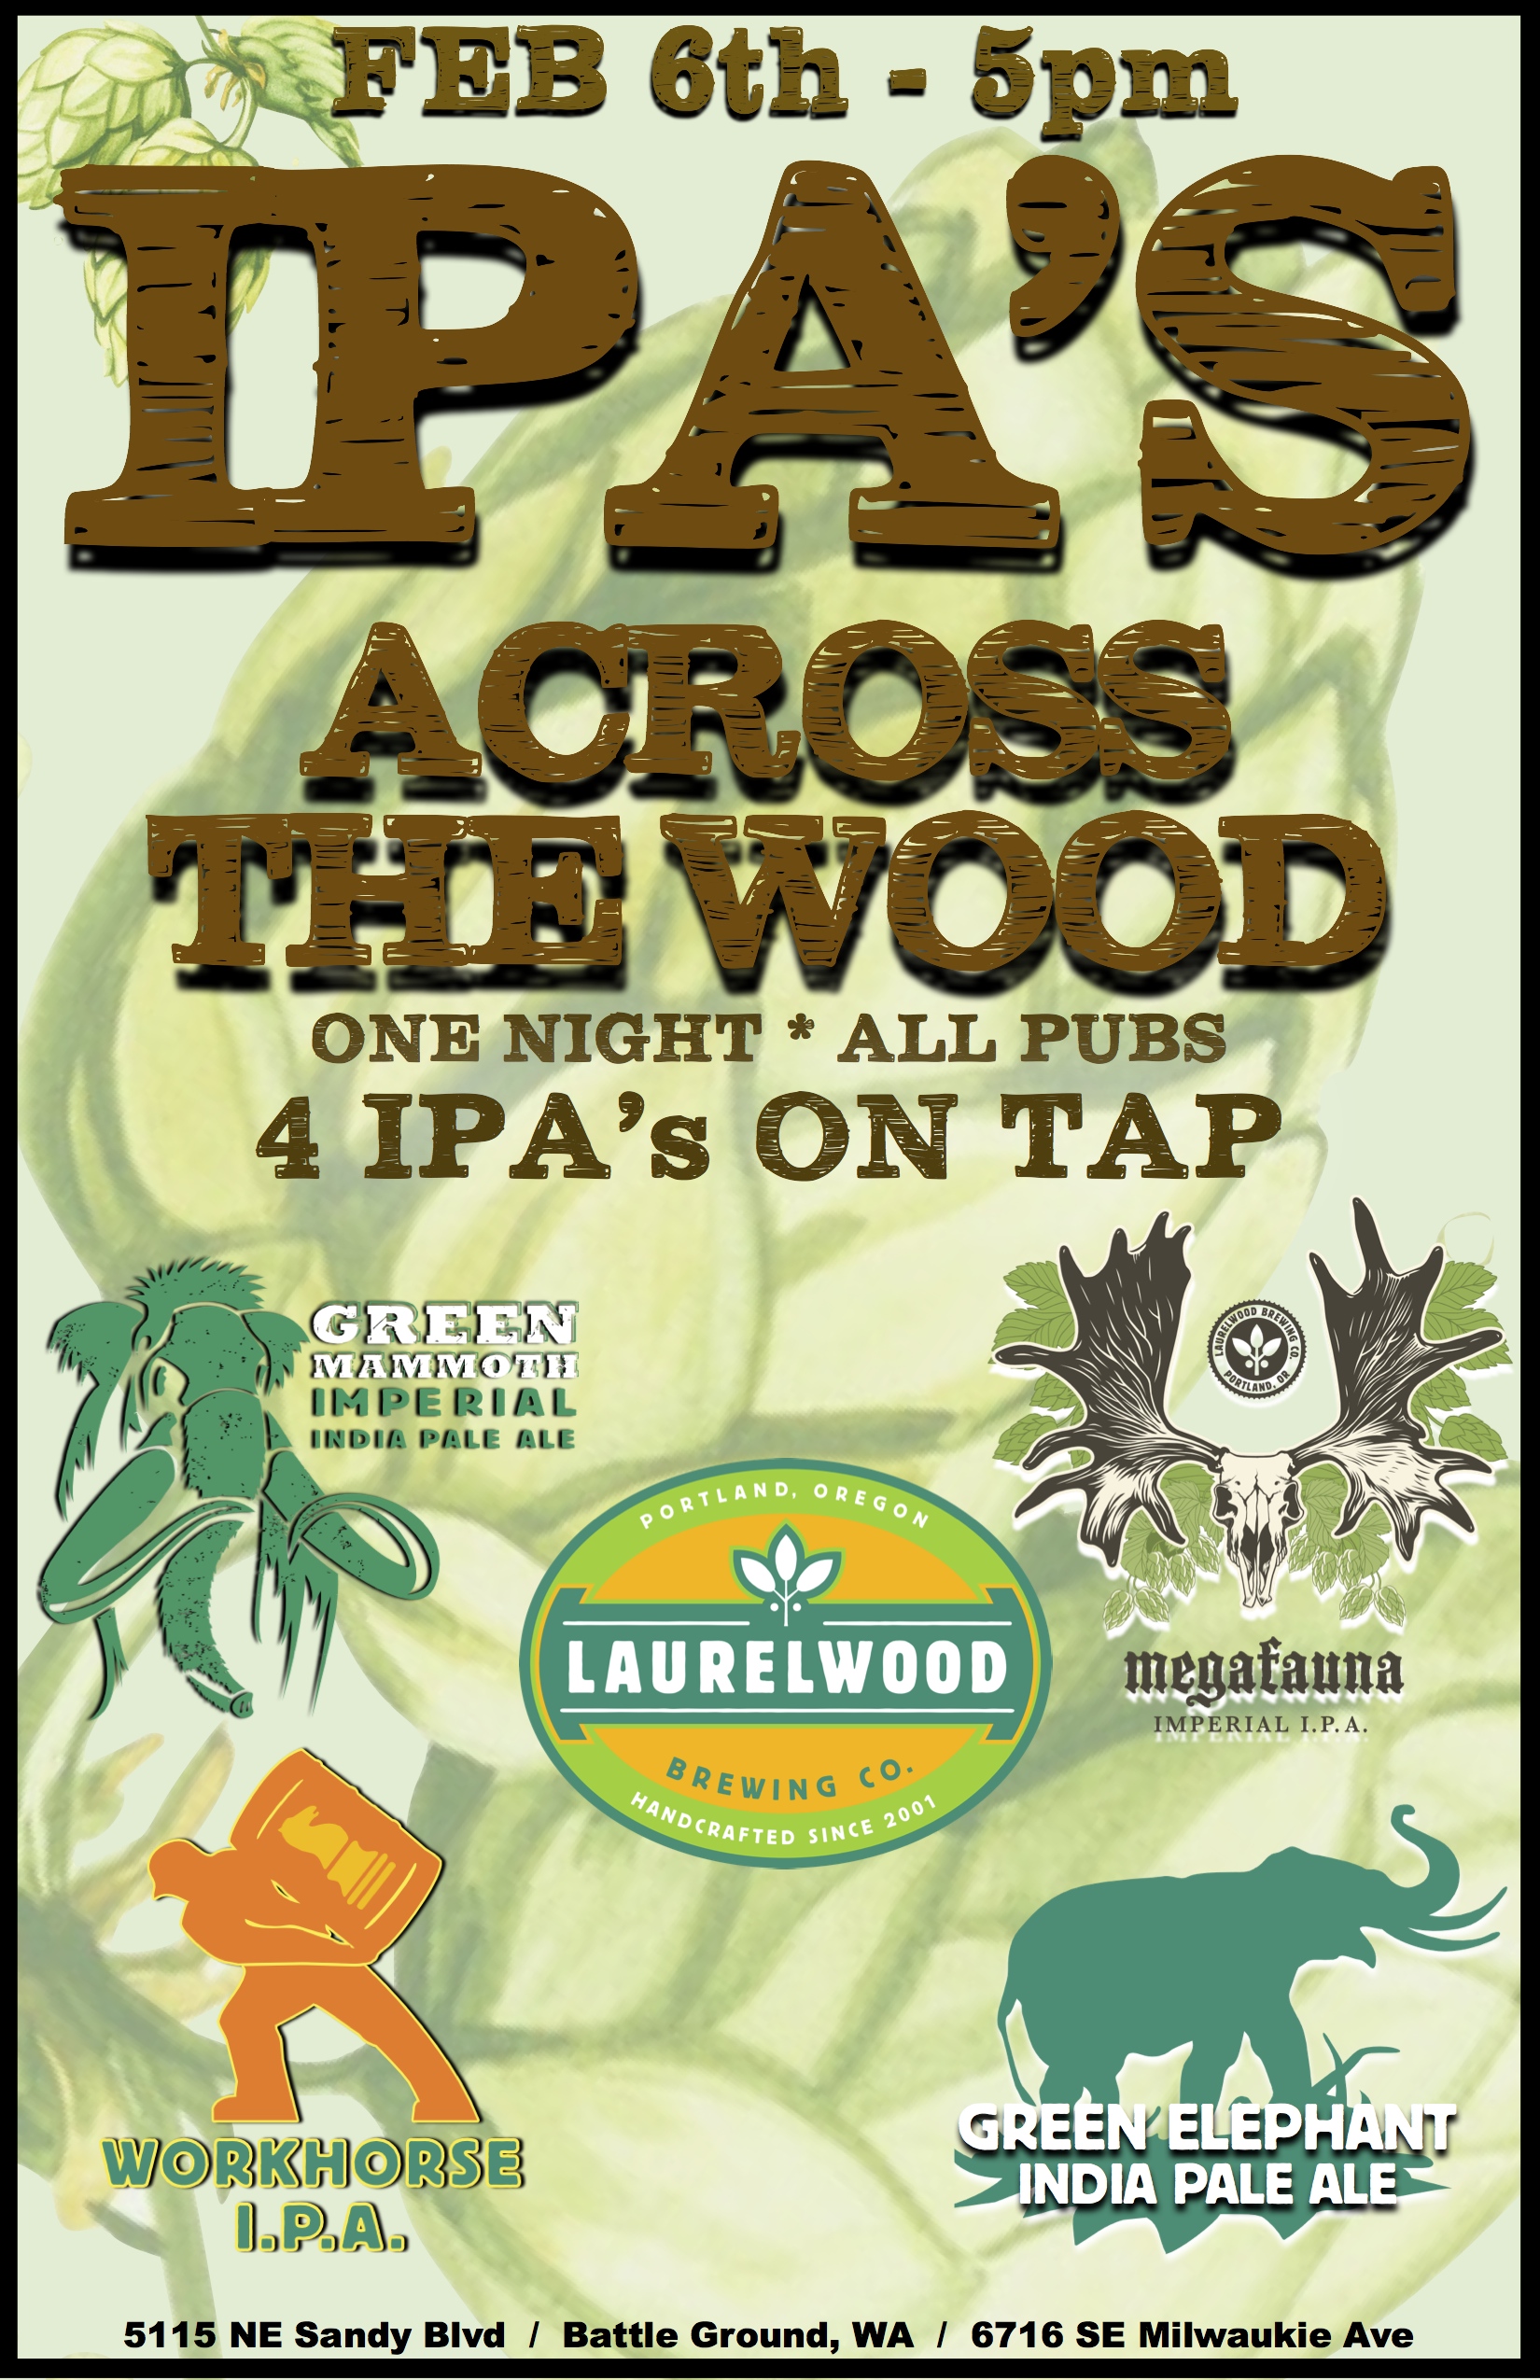 FEB 6th - 5pm
IPA'S
ACROSS
THE WOOD
ONE NIGHT * ALL PUBS
4 IPA's ON TAP
GREEN
MAMMOTH
IMPERIAL
INDIA PALE ALE
LAURELWOOD BREWING CO.
PORTLAND, OR
megafauna
IMPERIAL I.P.A.
PORTLAND, OREGON
LAURELWOOD
BREWING CO.
HANDCRAFTED SINCE 2001
WORKHORSE
I.P.A.
GREEN ELEPHANT
INDIA PALE ALE
5115 NE Sandy Blvd / Battle Ground, WA / 6716 SE Milwaukie Ave